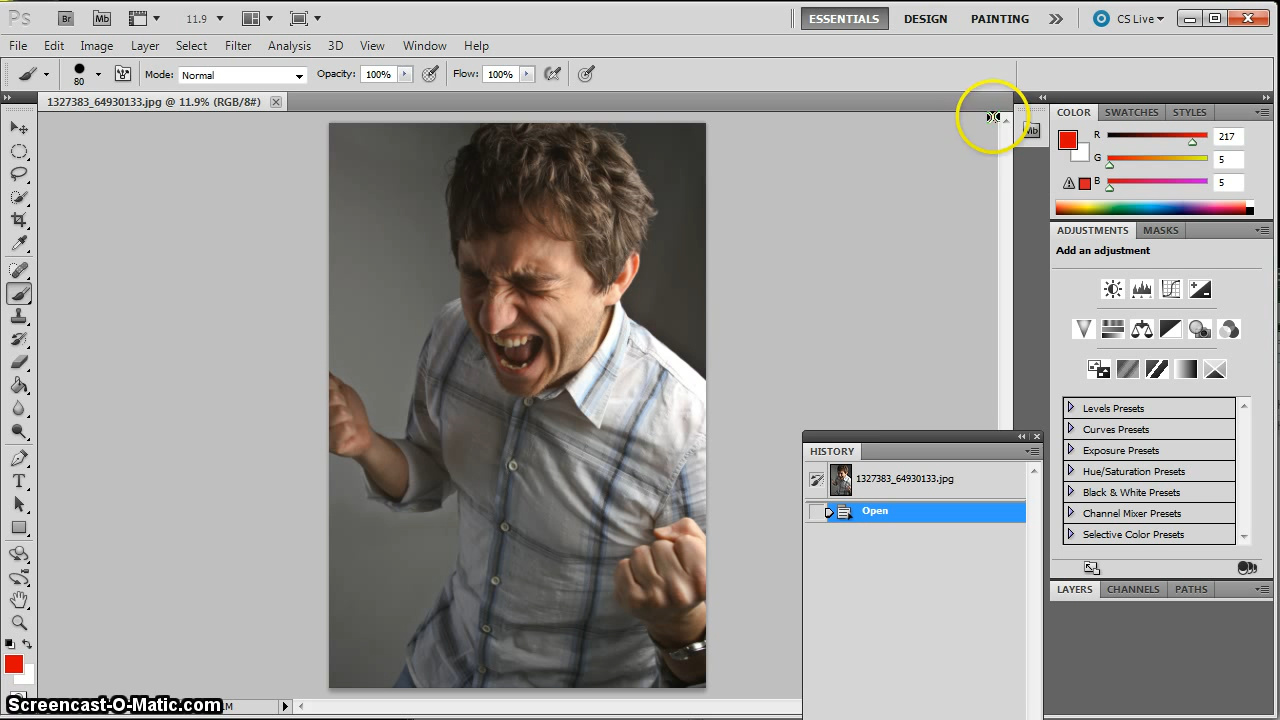 Ps Br Mb 11.9 ESSENTIALS DESIGN PAINTING CS Live
File Edit Image Layer Select Filter Analysis 3D View Window Help
80 Mode: Normal Opacity: 100% Flow: 100%
1327383_64930133.jpg @ 11.9% (RGB/8#)
Mb
COLOR SWATCHES STYLES
R 217
G 5
B 5
ADJUSTMENTS MASKS
Add an adjustment
Levels Presets
Curves Presets
Exposure Presets
Hue/Saturation Presets
Black & White Presets
Channel Mixer Presets
Selective Color Presets
HISTORY
1327383_64930133.jpg
Open
LAYERS CHANNELS PATHS
T
Screencast-O-Matic.com